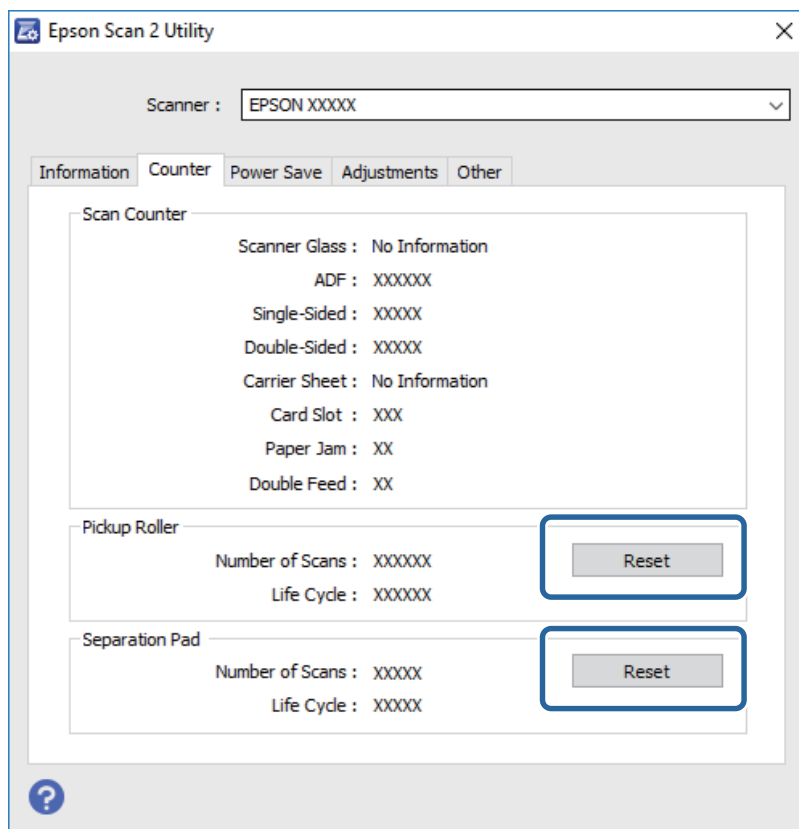 Epson Scan 2 Utility
Scanner : EPSON XXXXX
Information Counter Power Save Adjustments Other
Scan Counter
Scanner Glass : No Information
ADF : XXXXXX
Single-Sided : XXXXX
Double-Sided : XXXXX
Carrier Sheet : No Information
Card Slot : XXX
Paper Jam : XX
Double Feed : XX
Pickup Roller
Number of Scans : XXXXXX Reset
Life Cycle : XXXXXX
Separation Pad
Number of Scans : XXXXX Reset
Life Cycle : XXXXX
?